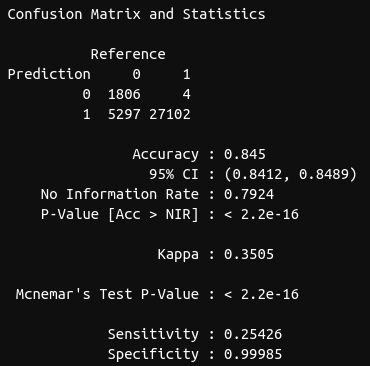 Confusion Matrix and Statistics
Reference
Prediction 0 1
0 1806 4
1 5297 27102
Accuracy : 0.845
95% CI : (0.8412, 0.8489)
No Information Rate : 0.7924
P-Value [Acc > NIR] : < 2.2e-16
Kappa : 0.3505
Mcnemar's Test P-Value : < 2.2e-16
Sensitivity : 0.25426
Specificity : 0.99985